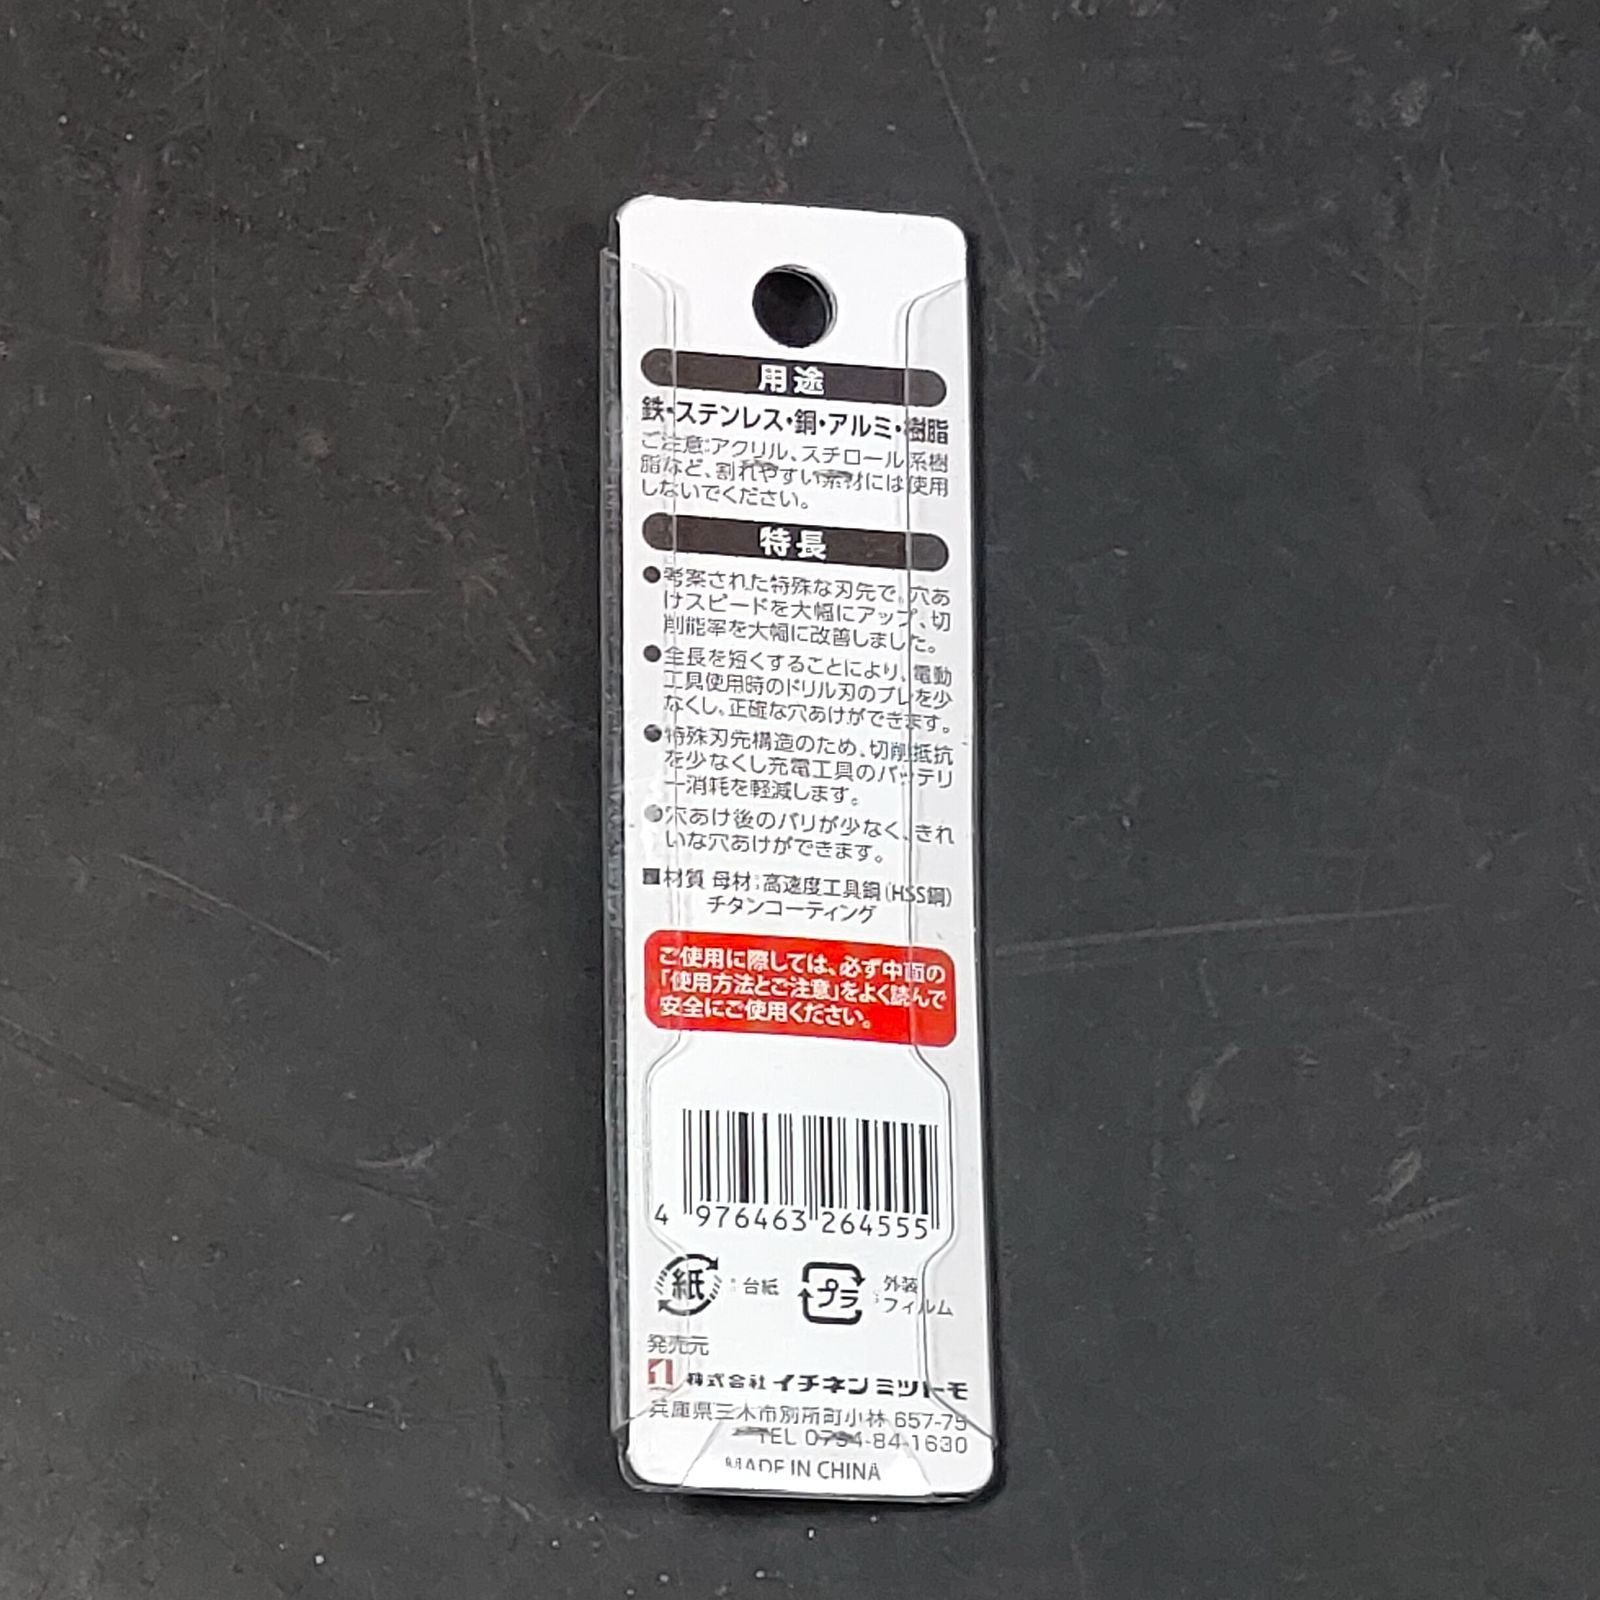 用途
鉄・ステンレス・銅・アルミ・樹脂
ご注意:アクリル、スチロール系樹
脂など、割れやすい素材には使用
しないでください。
特長
●考案された特殊な刃先で、穴あ
けスピードを大幅にアップ、切
削能率を大幅に改善しました。
●全長を短くすることにより、電動
工具使用時のドリル刃のブレを少
なくし、正確な穴あけができます。
●特殊刃先構造のため、切削抵抗
を少なくし充電工具のバッテリ
ー消耗を軽減します。
●穴あけ後のバリが少なく、きれ
いな穴あけができます。
■材質 母材:高速度工具鋼(HSS鋼)
チタンコーティング
ご使用に際しては、必ず中面の
「使用方法とご注意」をよく読んで
安全にご使用ください。
4 976463 264555
紙 :台紙 プラ :外装フィルム
発売元
株式会社 イチネンミツトモ
兵庫県三木市別所町小林 657-75
TEL 0794-84-1630
MADE IN CHINA